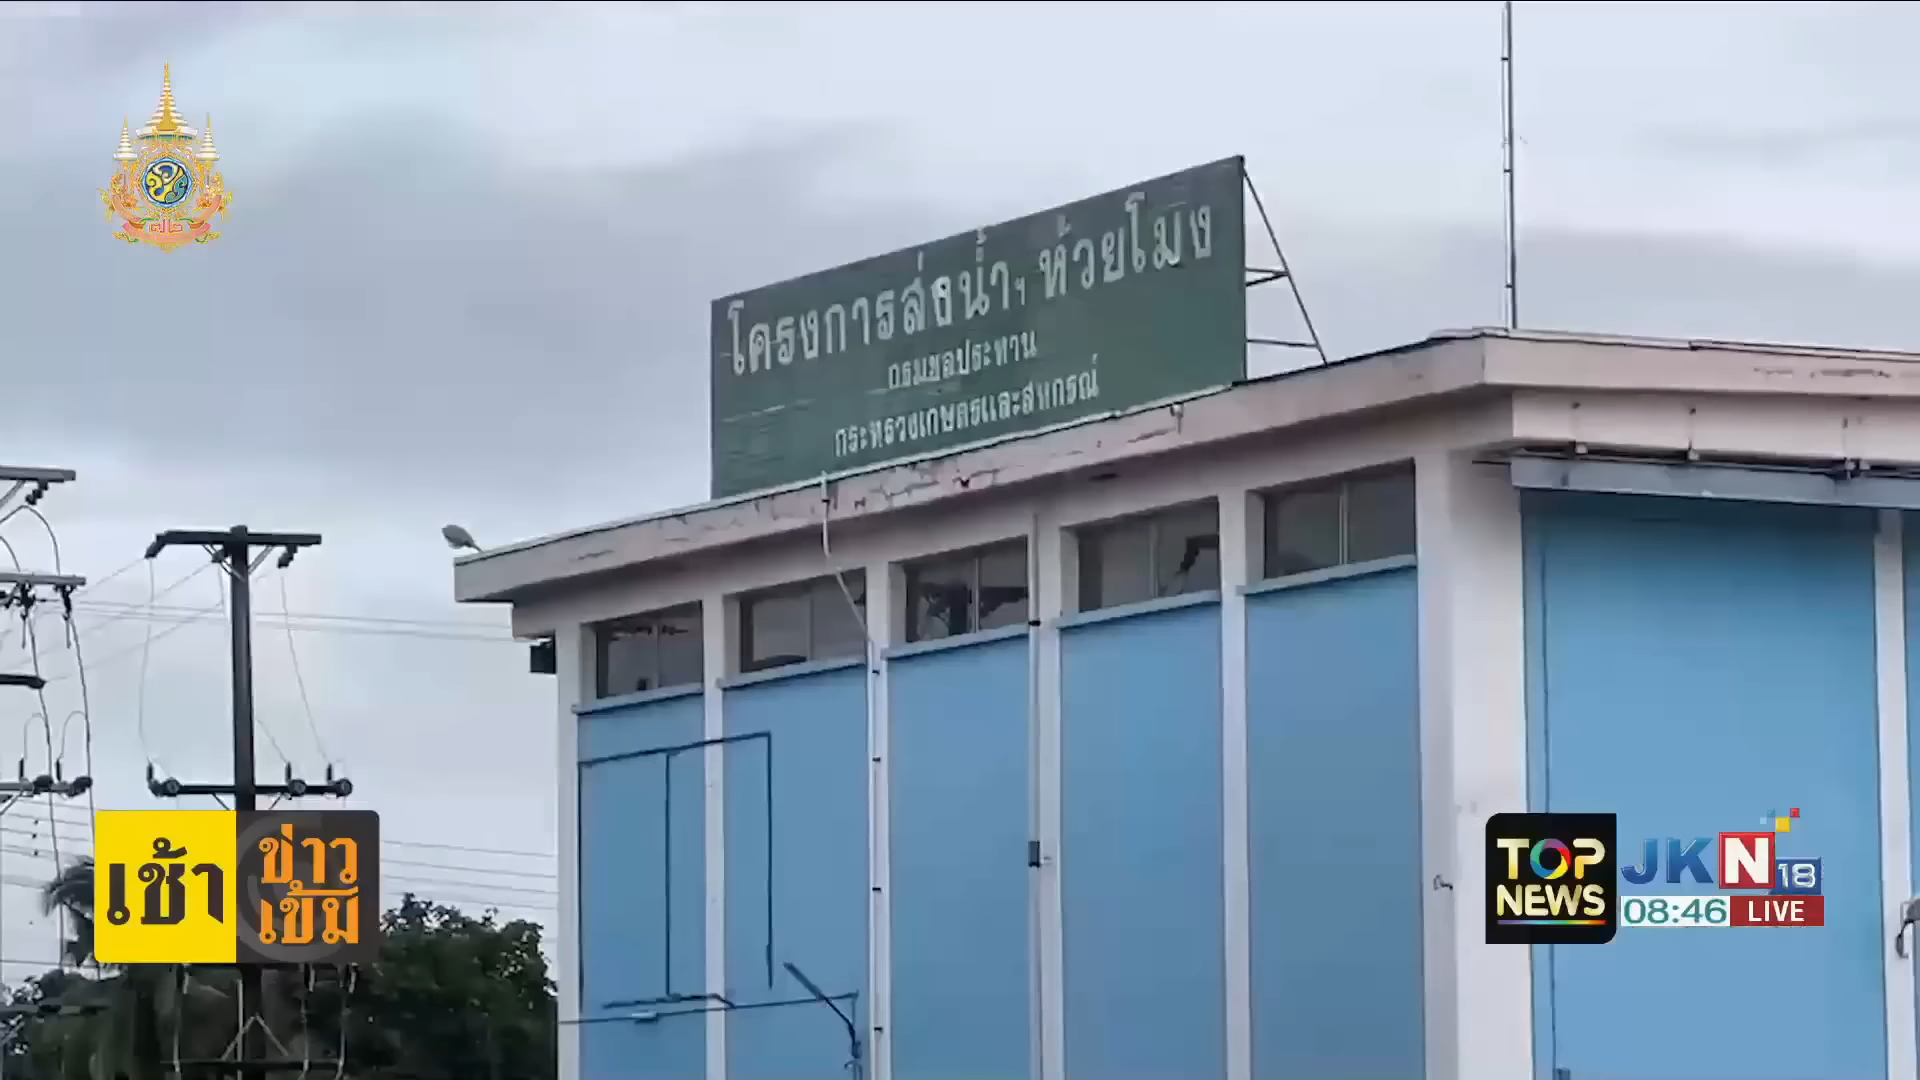 โครงการส่งน้ำฯ ห้วยโมง
กรมชลประทาน
กระทรวงเกษตรและสหกรณ์
เช้า
ข่าว
เข้ม
TOP
NEWS
JKN 18
08:46 LIVE
๗๒